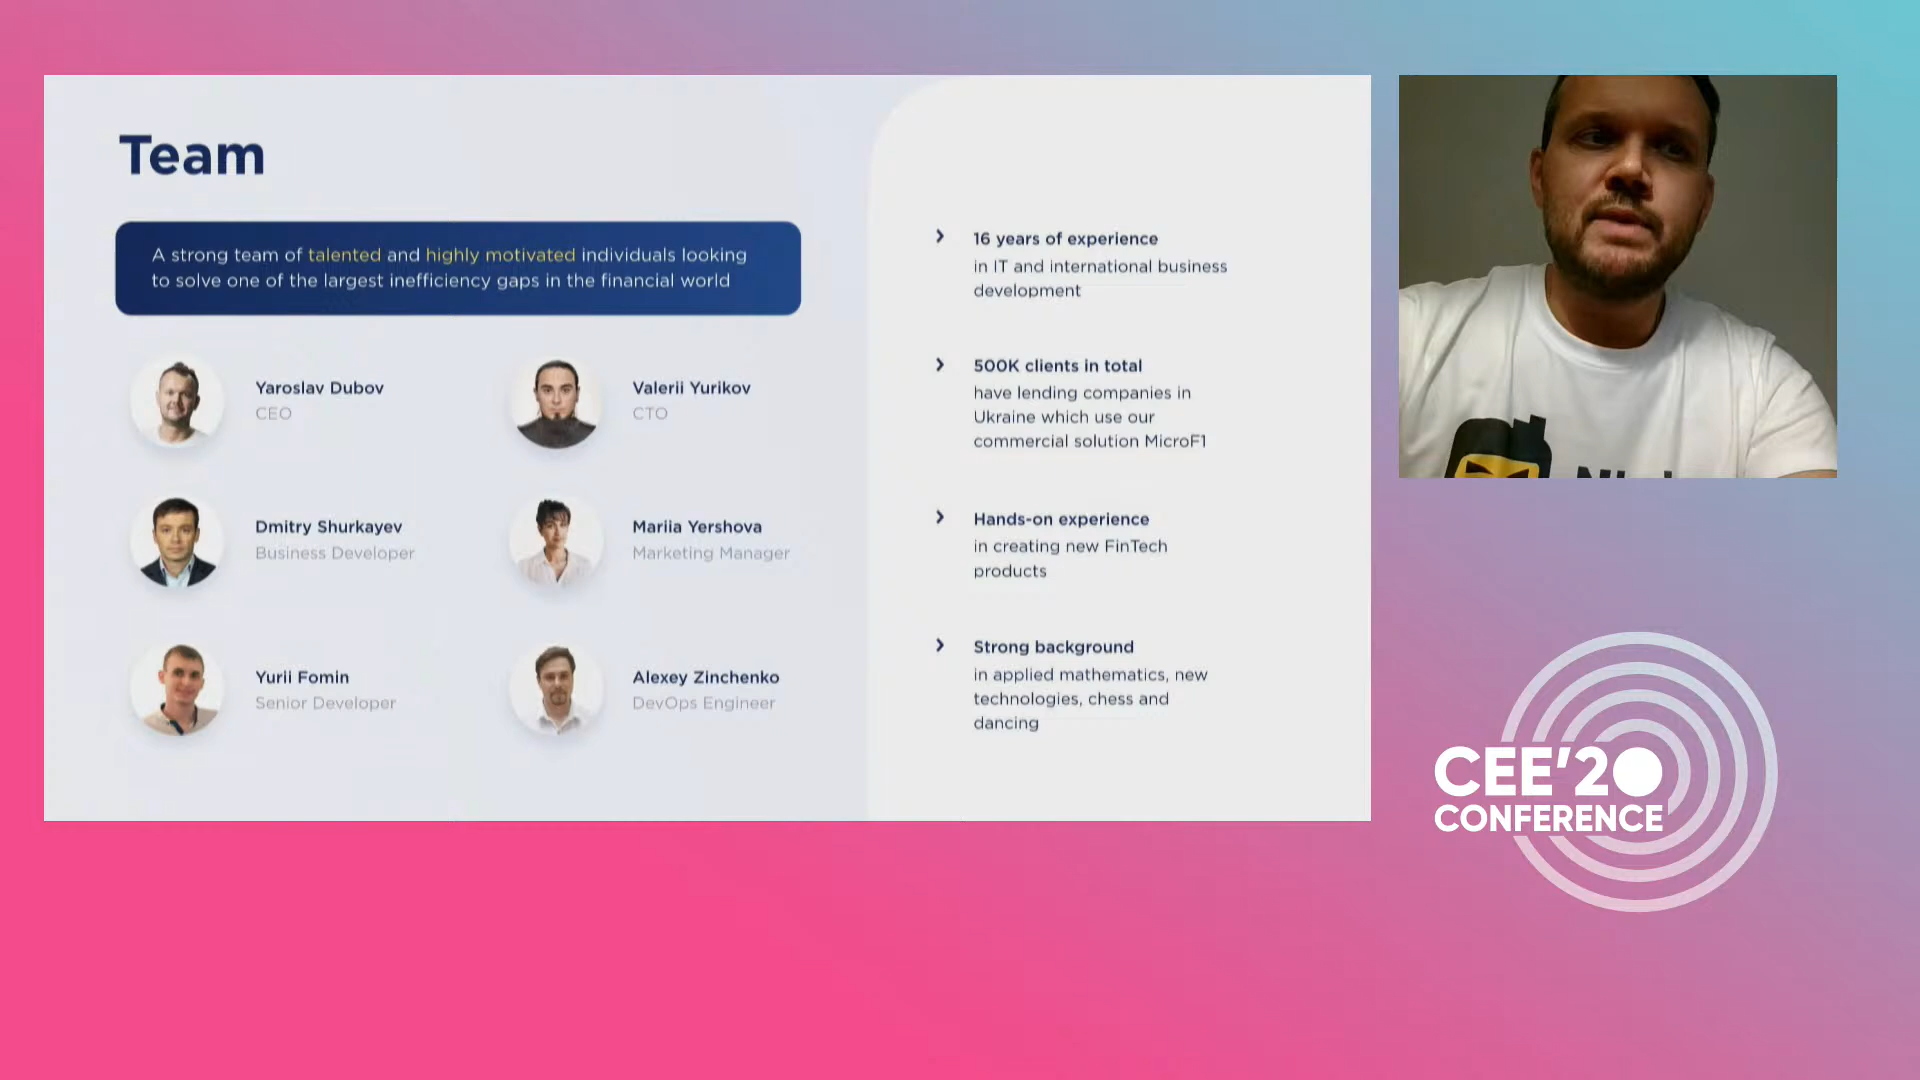 Team
A strong team of talented and highly motivated individuals looking
to solve one of the largest inefficiency gaps in the financial world
Yaroslav Dubov
CEO
Valerii Yurikov
CTO
Dmitry Shurkayev
Business Developer
Mariia Yershova
Marketing Manager
Yurii Fomin
Senior Developer
Alexey Zinchenko
DevOps Engineer
16 years of experience
in IT and international business
development
500K clients in total
have lending companies in
Ukraine which use our
commercial solution MicroF1
Hands-on experience
in creating new FinTech
products
Strong background
in applied mathematics, new
technologies, chess and
dancing
CEE'20
CONFERENCE